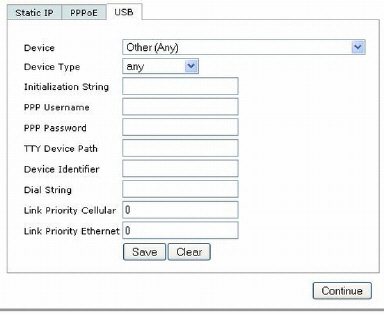 Static IP PPPoE USB
Device Other (Any)
Device Type any
Initialization String
PPP Username
PPP Password
TTY Device Path
Device Identifier
Dial String
Link Priority Cellular 0
Link Priority Ethernet 0
Save Clear
Continue